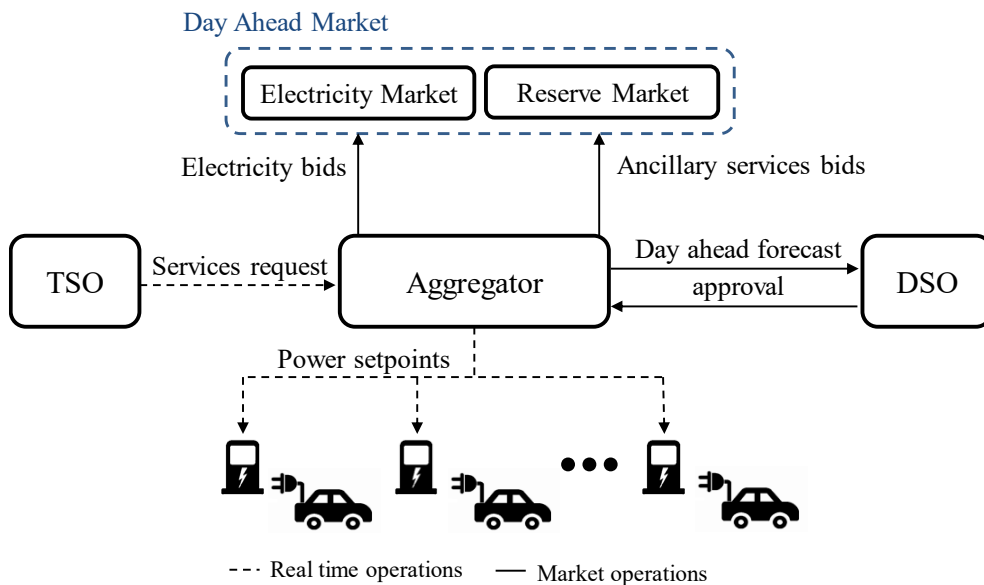 Day Ahead Market
Electricity Market
Reserve Market
Electricity bids
Ancillary services bids
TSO
Services request
Aggregator
Day ahead forecast
approval
DSO
Power setpoints
Real time operations
Market operations